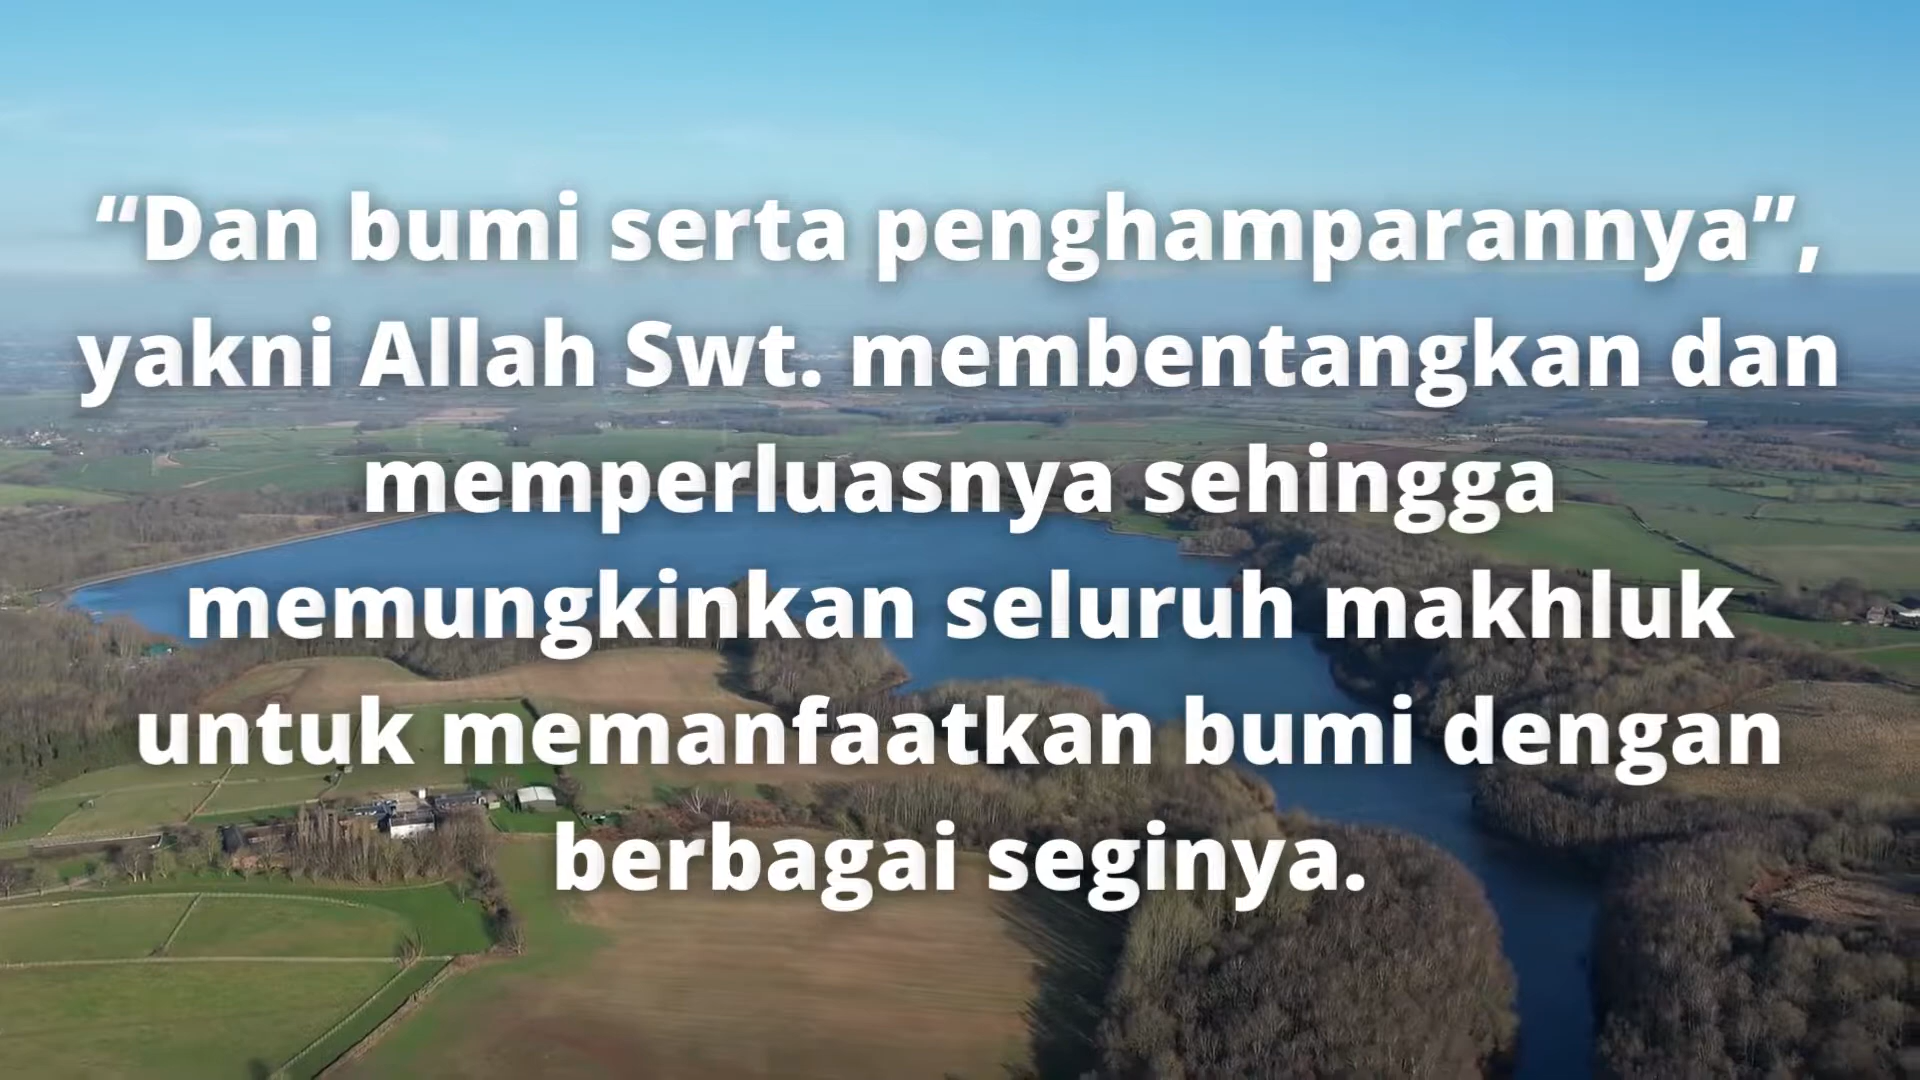 “Dan bumi serta penghamparannya”,
yakni Allah Swt. membentangkan dan
memperluasnya sehingga
memungkinkan seluruh makhluk
untuk memanfaatkan bumi dengan
berbagai seginya.